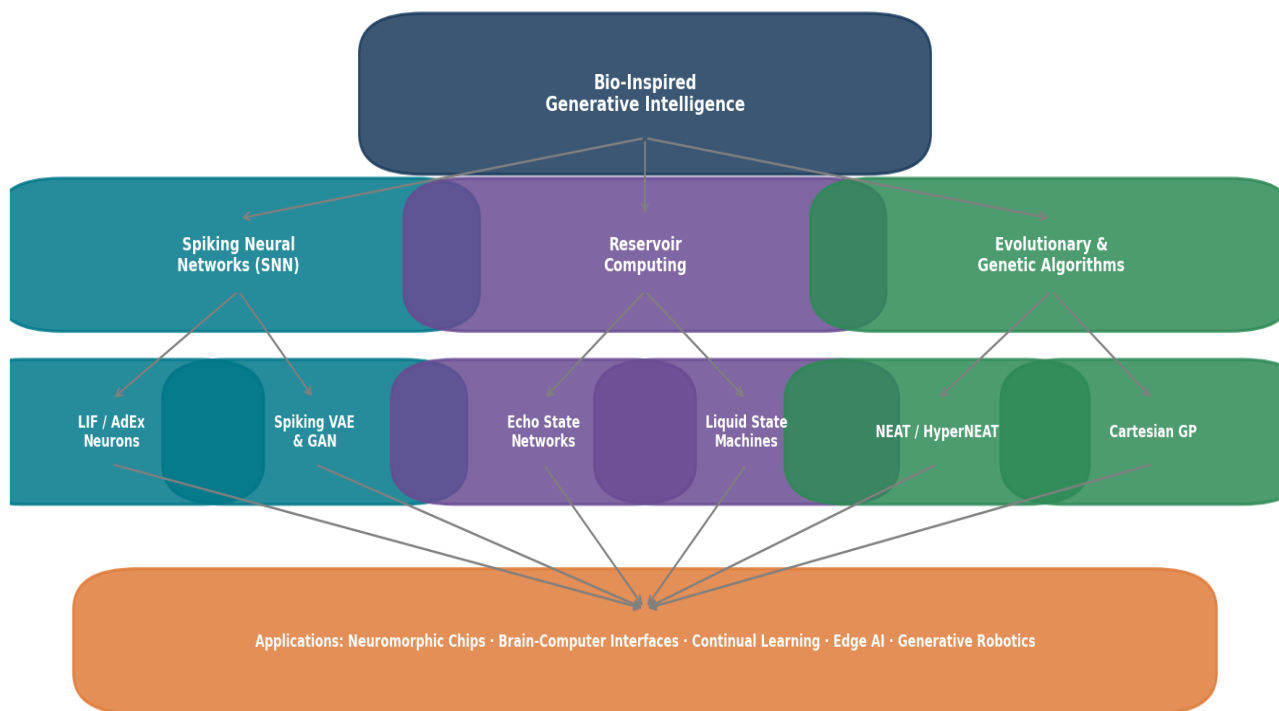 Bio-Inspired
Generative Intelligence
Spiking Neural
Networks (SNN)
Reservoir
Computing
Evolutionary &
Genetic Algorithms
LIF / AdEx
Neurons
Spiking VAE
& GAN
Echo State
Networks
Liquid State
Machines
NEAT / HyperNEAT
Cartesian GP
Applications: Neuromorphic Chips · Brain-Computer Interfaces · Continual Learning · Edge AI · Generative Robotics